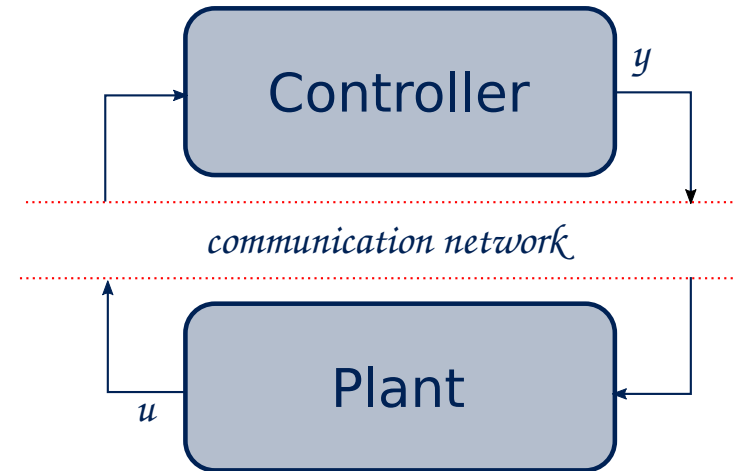 Controller
y
communication network
Plant
u